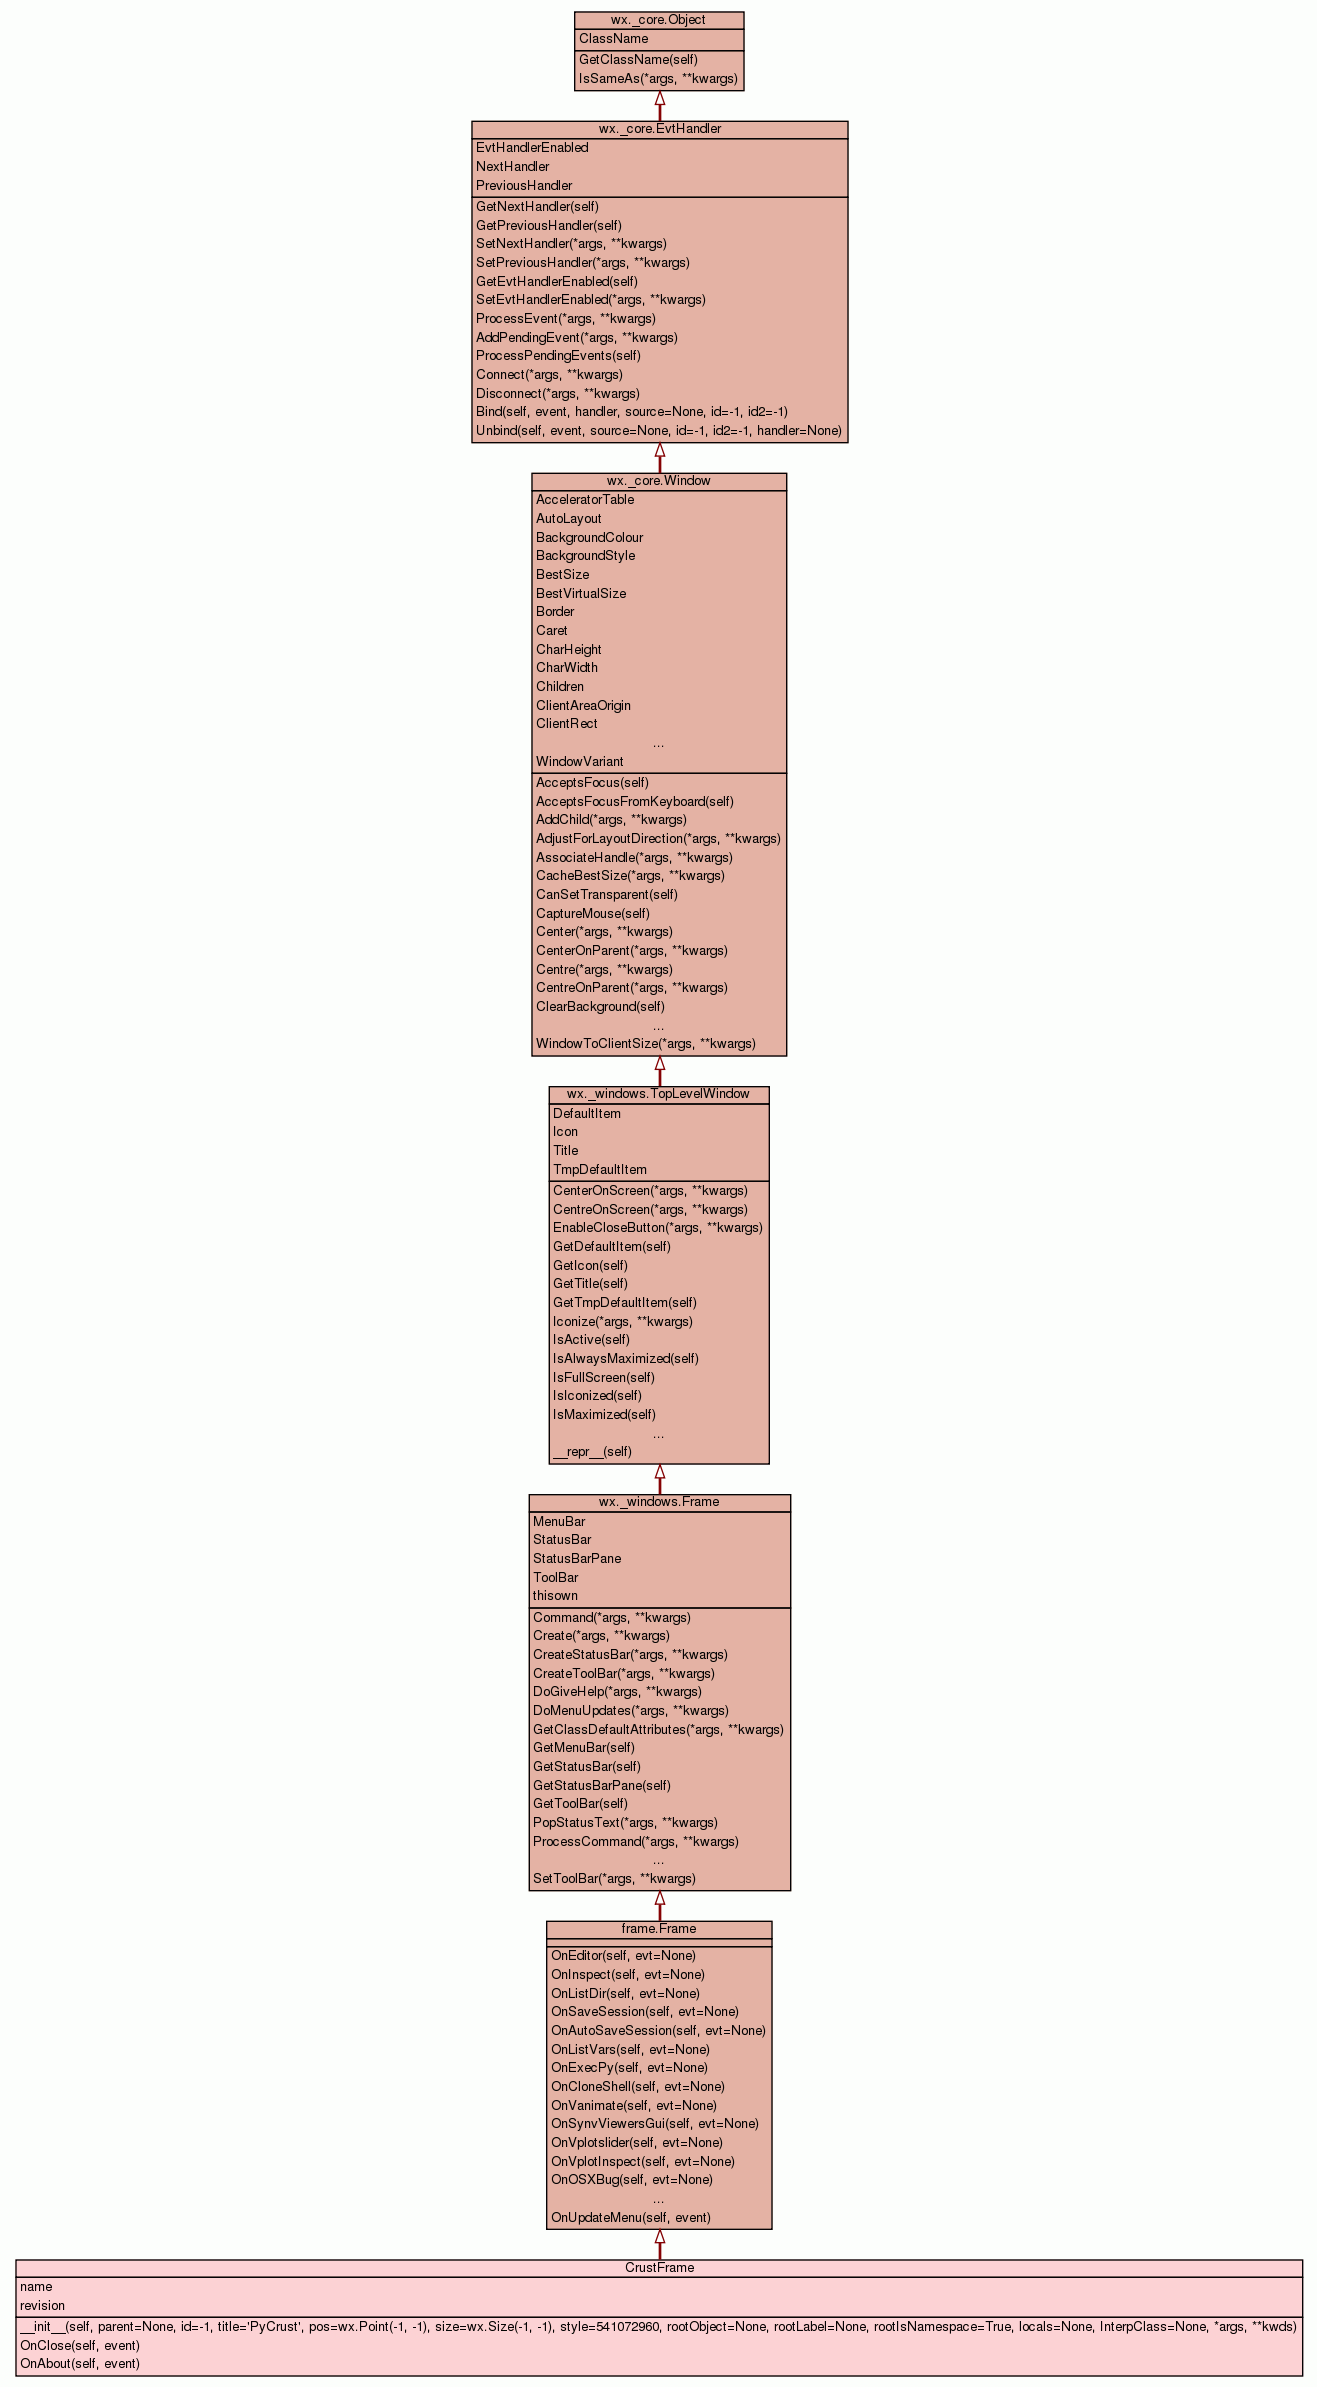 wx._core.Object
ClassName
GetClassName(self)
IsSameAs(*args, **kwargs)
wx._core.EvtHandler
EvtHandlerEnabled
NextHandler
PreviousHandler
GetNextHandler(self)
GetPreviousHandler(self)
SetNextHandler(*args, **kwargs)
SetPreviousHandler(*args, **kwargs)
GetEvtHandlerEnabled(self)
SetEvtHandlerEnabled(*args, **kwargs)
ProcessEvent(*args, **kwargs)
AddPendingEvent(*args, **kwargs)
ProcessPendingEvents(self)
Connect(*args, **kwargs)
Disconnect(*args, **kwargs)
Bind(self, event, handler, source=None, id=-1, id2=-1)
Unbind(self, event, source=None, id=-1, id2=-1, handler=None)
wx._core.Window
AcceleratorTable
AutoLayout
BackgroundColour
BackgroundStyle
BestSize
BestVirtualSize
Border
Caret
CharHeight
CharWidth
Children
ClientAreaOrigin
ClientRect
...
WindowVariant
AcceptsFocus(self)
AcceptsFocusFromKeyboard(self)
AddChild(*args, **kwargs)
AdjustForLayoutDirection(*args, **kwargs)
AssociateHandle(*args, **kwargs)
CacheBestSize(*args, **kwargs)
CanSetTransparent(self)
CaptureMouse(self)
Center(*args, **kwargs)
CenterOnParent(*args, **kwargs)
Centre(*args, **kwargs)
CentreOnParent(*args, **kwargs)
ClearBackground(self)
...
WindowToClientSize(*args, **kwargs)
wx._windows.TopLevelWindow
DefaultItem
Icon
Title
TmpDefaultItem
CenterOnScreen(*args, **kwargs)
CentreOnScreen(*args, **kwargs)
EnableCloseButton(*args, **kwargs)
GetDefaultItem(self)
GetIcon(self)
GetTitle(self)
GetTmpDefaultItem(self)
Iconize(*args, **kwargs)
IsActive(self)
IsAlwaysMaximized(self)
IsFullScreen(self)
IsIconized(self)
IsMaximized(self)
...
__repr__(self)
wx._windows.Frame
MenuBar
StatusBar
StatusBarPane
ToolBar
thisown
Command(*args, **kwargs)
Create(*args, **kwargs)
CreateStatusBar(*args, **kwargs)
CreateToolBar(*args, **kwargs)
DoGiveHelp(*args, **kwargs)
DoMenuUpdates(*args, **kwargs)
GetClassDefaultAttributes(*args, **kwargs)
GetMenuBar(self)
GetStatusBar(self)
GetStatusBarPane(self)
GetToolBar(self)
PopStatusText(*args, **kwargs)
ProcessCommand(*args, **kwargs)
...
SetToolBar(*args, **kwargs)
frame.Frame
OnEditor(self, evt=None)
OnInspect(self, evt=None)
OnListDir(self, evt=None)
OnSaveSession(self, evt=None)
OnAutoSaveSession(self, evt=None)
OnListVars(self, evt=None)
OnExecPy(self, evt=None)
OnCloneShell(self, evt=None)
OnVanimate(self, evt=None)
OnSynvViewersGui(self, evt=None)
OnVplotslider(self, evt=None)
OnVplotInspect(self, evt=None)
OnOSXBug(self, evt=None)
...
OnUpdateMenu(self, event)
CrustFrame
name
revision
__init__(self, parent=None, id=-1, title='PyCrust', pos=wx.Point(-1, -1), size=wx.Size(-1, -1), style=541072960, rootObject=None, rootLabel=None, rootIsNamespace=True, locals=None, InterpClass=None, *args, **kwds)
OnClose(self, event)
OnAbout(self, event)